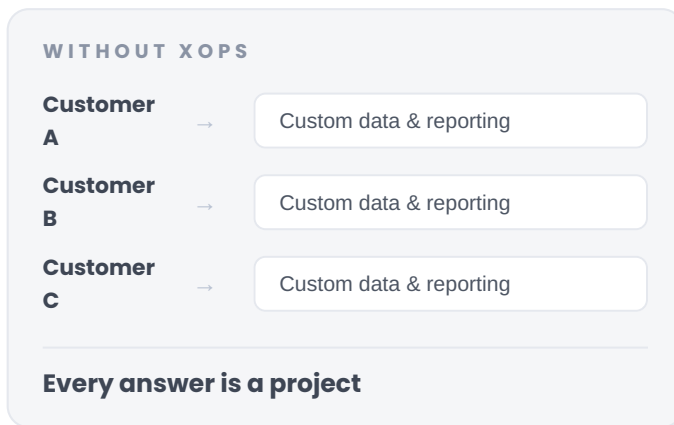 WITHOUT XOPS
Customer
A
→
Custom data & reporting
Customer
B
→
Custom data & reporting
Customer
C
→
Custom data & reporting
Every answer is a project